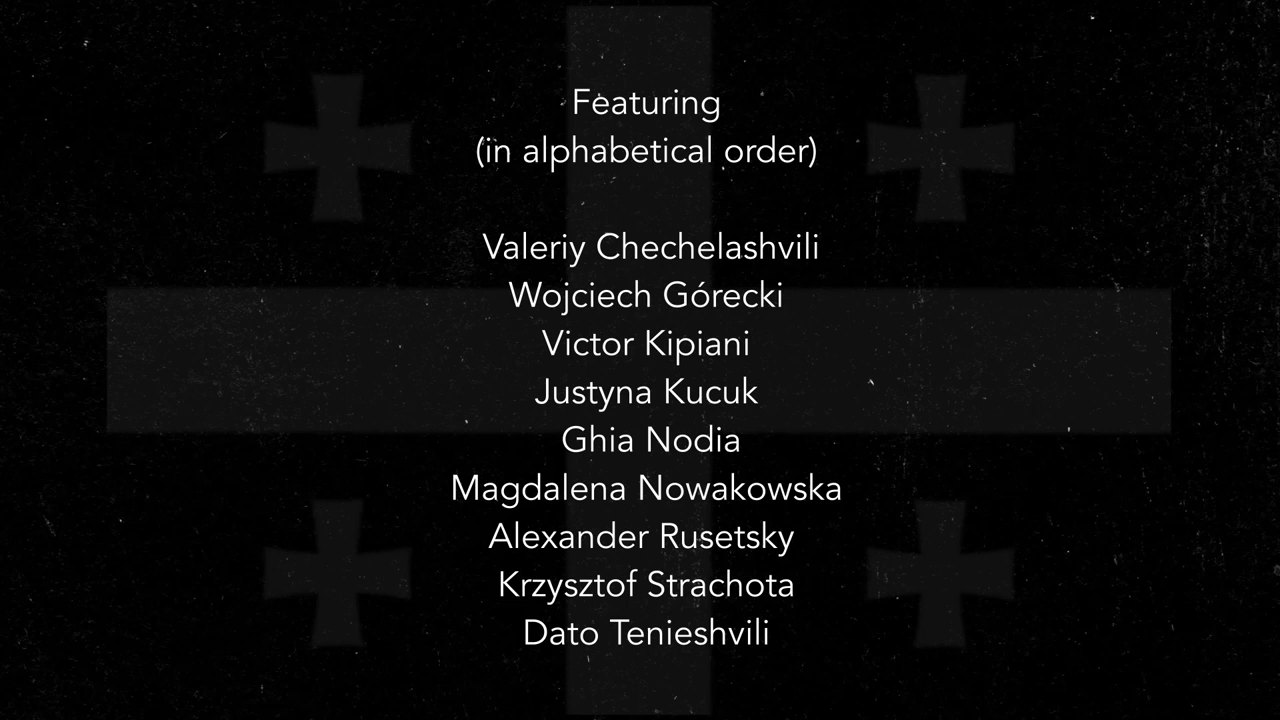 Featuring
(in alphabetical order)
Valeriy Chechelashvili
Wojciech Górecki
Victor Kipiani
Justyna Kucuk
Ghia Nodia
Magdalena Nowakowska
Alexander Rusetsky
Krzysztof Strachota
Dato Tenieshvili